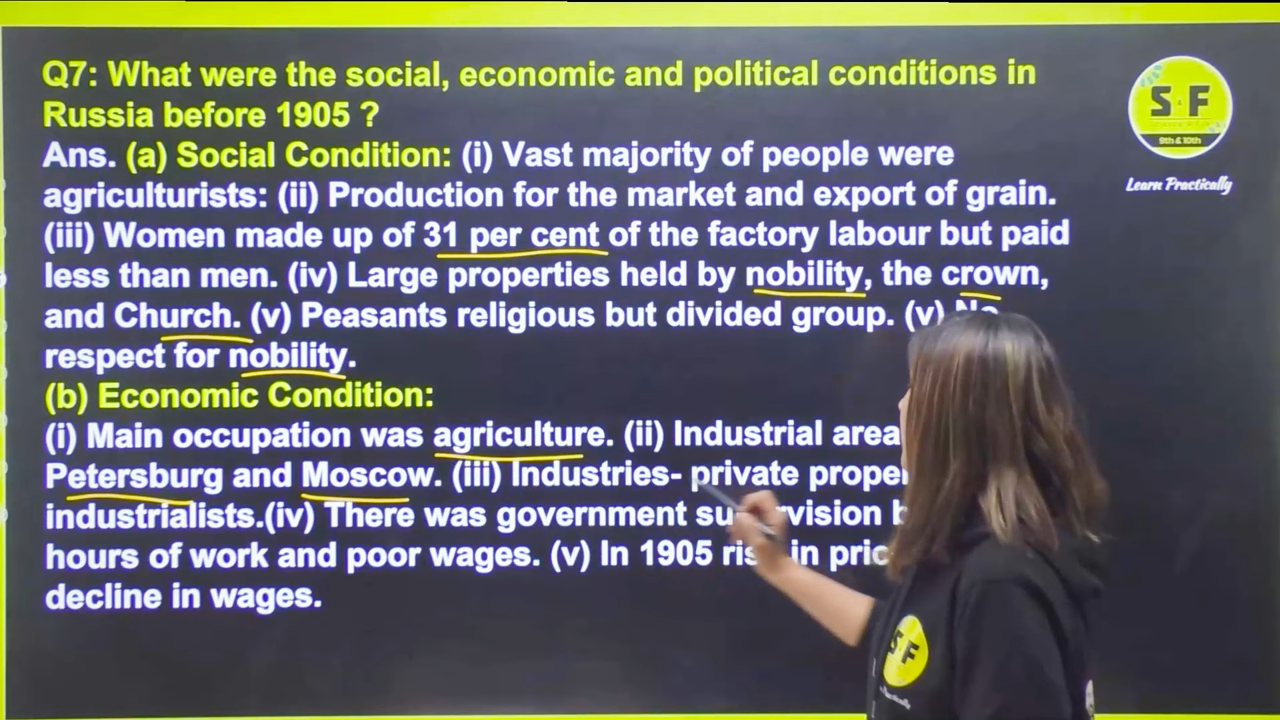 Q7: What were the social, economic and political conditions in
Russia before 1905 ?
Ans. (a) Social Condition: (i) Vast majority of people were
agriculturists: (ii) Production for the market and export of grain.
(iii) Women made up of 31 per cent of the factory labour but paid
less than men. (iv) Large properties held by nobility, the crown,
and Church. (v) Peasants religious but divided group. (v) No
respect for nobility.
(b) Economic Condition:
(i) Main occupation was agriculture. (ii) Industrial area
Petersburg and Moscow. (iii) Industries- private
industrialists.(iv) There was government
hours of work and poor wages. (v) In 1905 in
decline in wages.
S F
9th & 10th
Learn Practically
SF